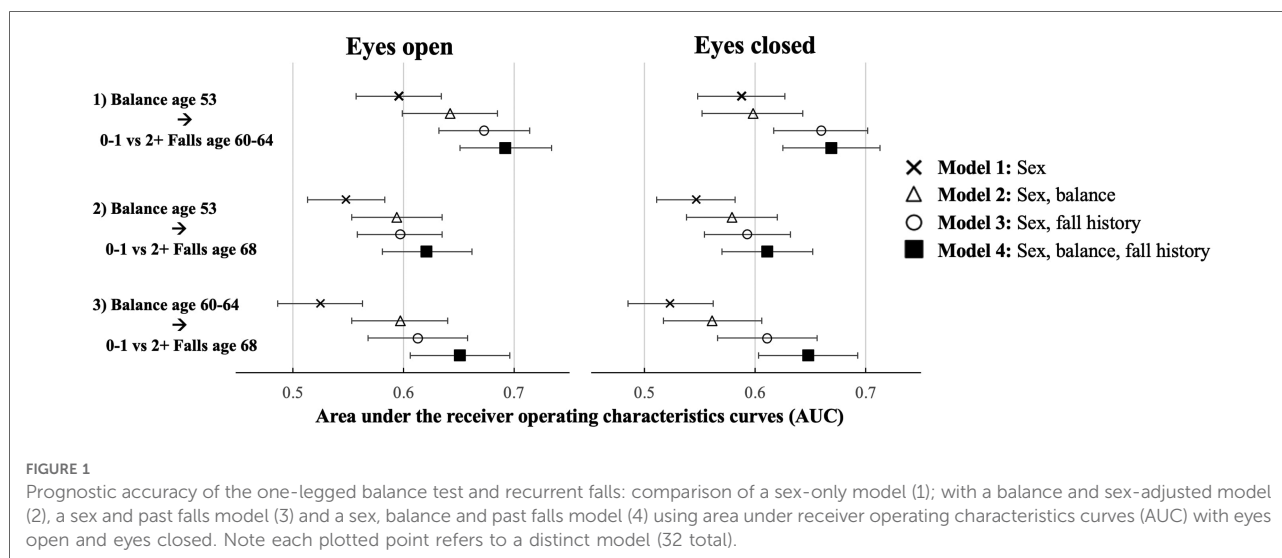 Eyes open
Eyes closed
1) Balance age 53
→
0-1 vs 2+ Falls age 60-64
2) Balance age 53
→
0-1 vs 2+ Falls age 68
3) Balance age 60-64
→
0-1 vs 2+ Falls age 68
Model 1: Sex
Model 2: Sex, balance
Model 3: Sex, fall history
Model 4: Sex, balance, fall history
0.5 0.6 0.7
0.5 0.6 0.7
Area under the receiver operating characteristics curves (AUC)
FIGURE 1
Prognostic accuracy of the one-legged balance test and recurrent falls: comparison of a sex-only model (1); with a balance and sex-adjusted model
(2), a sex and past falls model (3) and a sex, balance and past falls model (4) using area under receiver operating characteristics curves (AUC) with eyes
open and eyes closed. Note each plotted point refers to a distinct model (32 total).